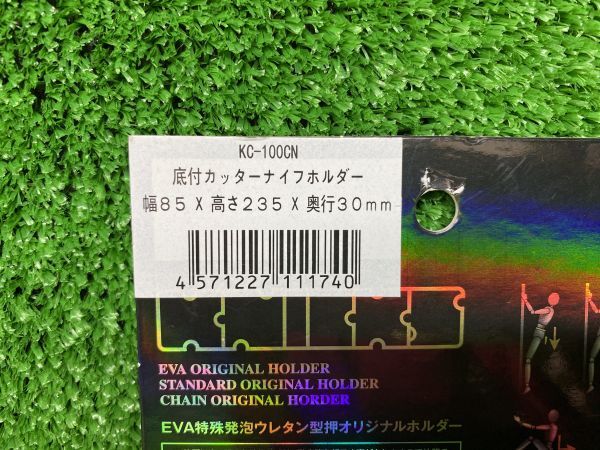 KC-100CN
底付カッターナイフホルダー
幅85 X 高さ235 X 奥行30mm
4 571227 111740
EVA ORIGINAL HOLDER
STANDARD ORIGINAL HOLDER
CHAIN ORIGINAL HORDER
EVA特殊発泡ウレタン型押オリジナルホルダー